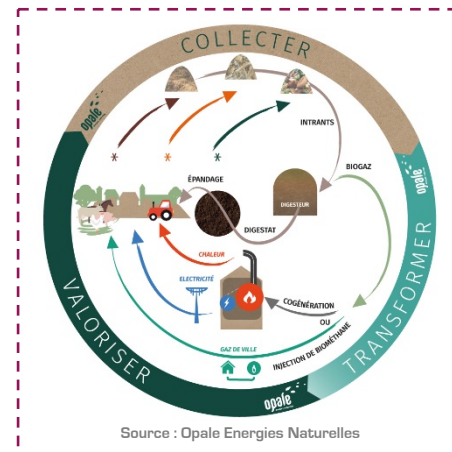 COLLECTER
opale
INTRANTS
*
*
*
BIOGAZ
opale
ÉPANDAGE
DIGESTEUR
DIGESTAT
CHALEUR
ELECTRICITÉ
COGÉNÉRATION
OU
INJECTION DE BIOMÉTHANE
GAZ DE VILLE
VALORISER
TRANSFORMER
opale
Source : Opale Energies Naturelles